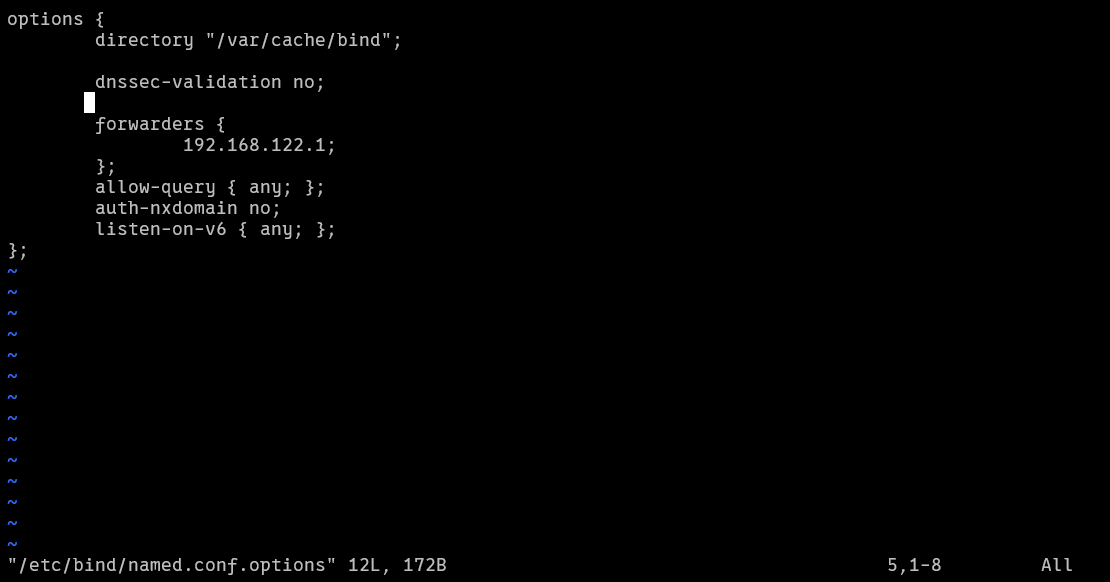 options {
        directory "/var/cache/bind";

        dnssec-validation no;

        forwarders {
                192.168.122.1;
        };
        allow-query { any; };
        auth-nxdomain no;
        listen-on-v6 { any; };
};
~
~
~
~
~
~
~
~
~
~
~
~
~
~
"/etc/bind/named.conf.options" 12L, 172B 5,1-8 All